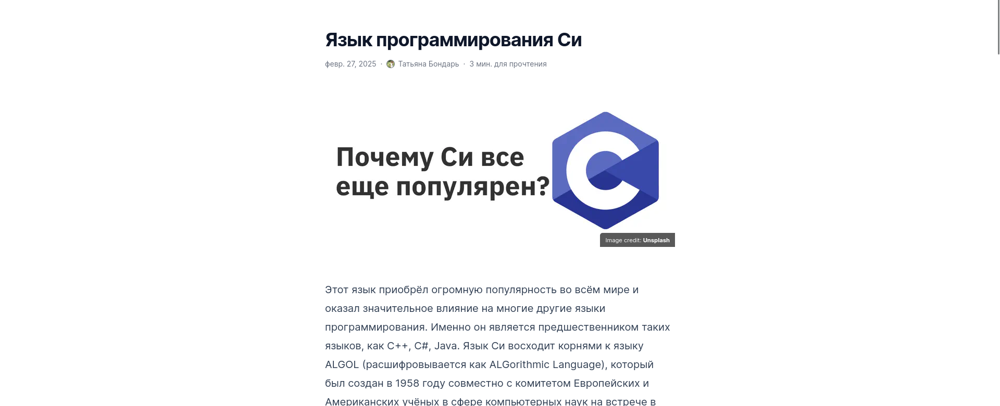 Язык программирования Си
февр. 27, 2025 · Татьяна Бондарь · 3 мин. для прочтения
Почему Си все
еще популярен?
Image credit: Unsplash
Этот язык приобрёл огромную популярность во всём мире и
оказал значительное влияние на многие другие языки
программирования. Именно он является предшественником таких
языков, как C++, C#, Java. Язык Си восходит корнями к языку
ALGOL (расшифровывается как ALGorithmic Language), который
был создан в 1958 году совместно с комитетом Европейских и
Американских учёных в сфере компьютерных наук на встрече в